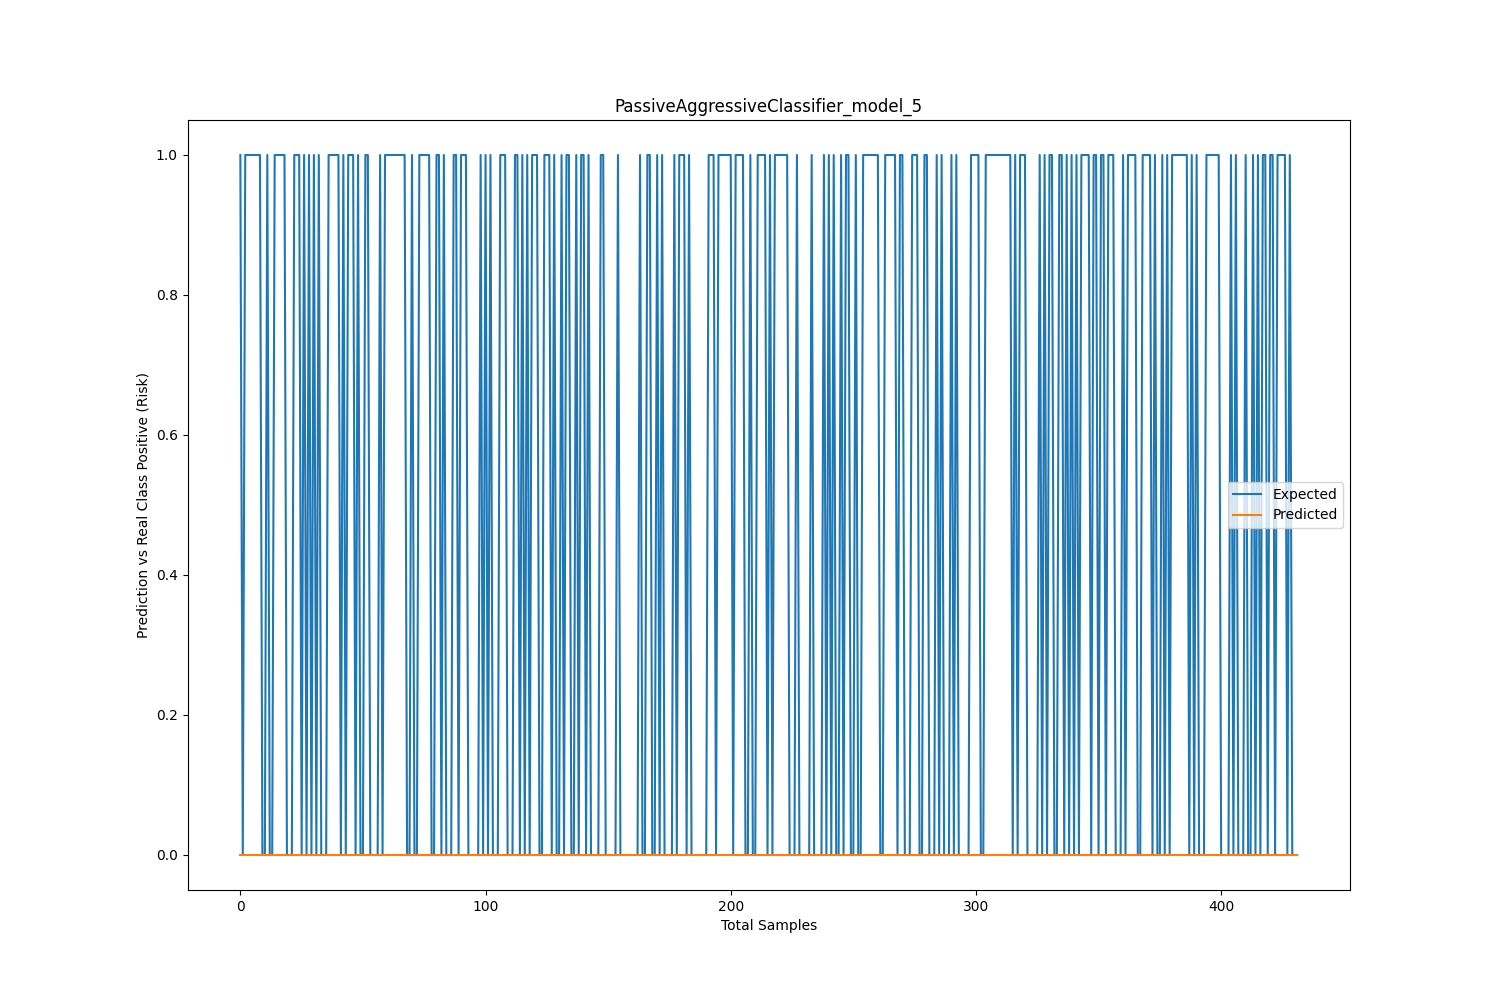 PassiveAggressiveClassifier_model_5
1.0
0.8
0.6
0.4
0.2
0.0
Prediction vs Real Class Positive (Risk)
Expected
Predicted
0 100 200 300 400
Total Samples